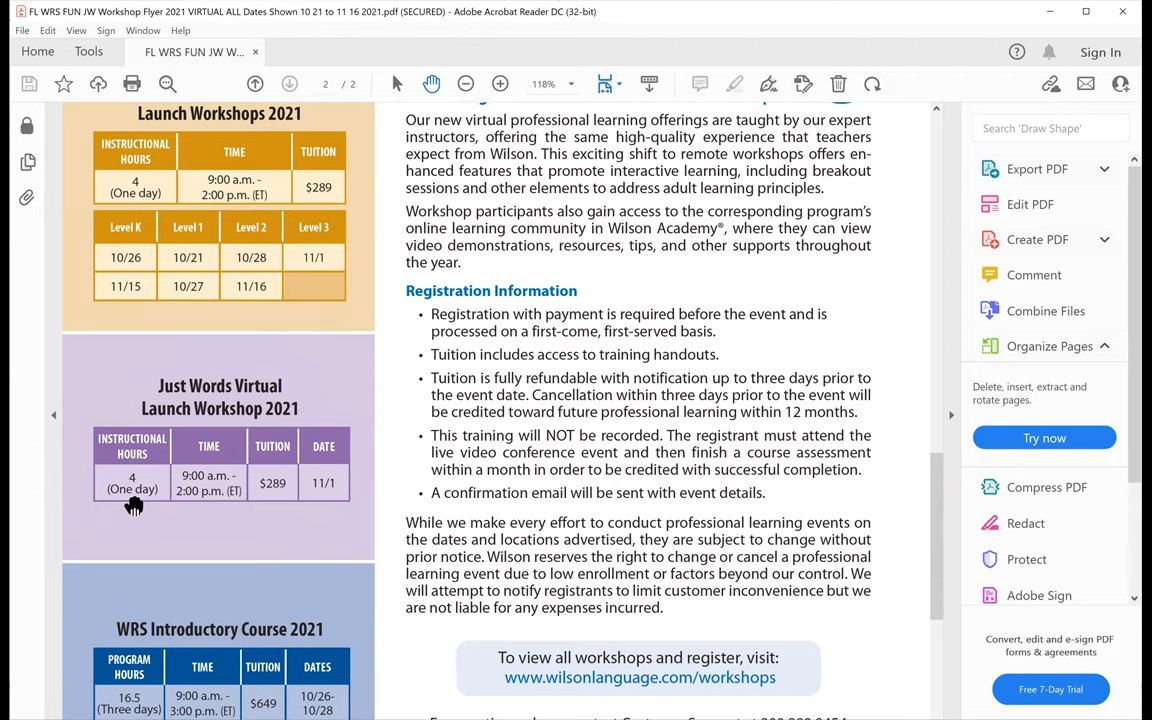 FL WRS FUN JW Workshop Flyer 2021 VIRTUAL ALL Dates Shown 10 21 to 11 16 2021.pdf (SECURED) - Adobe Acrobat Reader DC (32-bit)
File Edit View Sign Window Help
Home Tools FL WRS FUN JW W... × Sign In
2 / 2 118%
Launch Workshops 2021
INSTRUCTIONAL HOURS TIME TUITION
4 (One day) 9:00 a.m. - 2:00 p.m. (ET) $289
Level K Level 1 Level 2 Level 3
10/26 10/21 10/28 11/1
11/15 10/27 11/16
Just Words Virtual
Launch Workshop 2021
INSTRUCTIONAL HOURS TIME TUITION DATE
4 (One day) 9:00 a.m. - 2:00 p.m. (ET) $289 11/1
WRS Introductory Course 2021
PROGRAM HOURS TIME TUITION DATES
16.5 (Three days) 9:00 a.m. - 3:00 p.m. (ET) $649 10/26- 10/28
Our new virtual professional learning offerings are taught by our expert
instructors, offering the same high-quality experience that teachers
expect from Wilson. This exciting shift to remote workshops offers en-
hanced features that promote interactive learning, including breakout
sessions and other elements to address adult learning principles.
Workshop participants also gain access to the corresponding program's
online learning community in Wilson Academy®, where they can view
video demonstrations, resources, tips, and other supports throughout
the year.
Registration Information
• Registration with payment is required before the event and is
processed on a first-come, first-served basis.
• Tuition includes access to training handouts.
• Tuition is fully refundable with notification up to three days prior to
the event date. Cancellation within three days prior to the event will
be credited toward future professional learning within 12 months.
• This training will NOT be recorded. The registrant must attend the
live video conference event and then finish a course assessment
within a month in order to be credited with successful completion.
• A confirmation email will be sent with event details.
While we make every effort to conduct professional learning events on
the dates and locations advertised, they are subject to change without
prior notice. Wilson reserves the right to change or cancel a professional
learning event due to low enrollment or factors beyond our control. We
will attempt to notify registrants to limit customer inconvenience but we
are not liable for any expenses incurred.
To view all workshops and register, visit:
www.wilsonlanguage.com/workshops
Search 'Draw Shape'
Export PDF
Edit PDF
Create PDF
Comment
Combine Files
Organize Pages
Delete, insert, extract and
rotate pages.
Try now
Compress PDF
Redact
Protect
Adobe Sign
Convert, edit and e-sign PDF
forms & agreements
Free 7-Day Trial